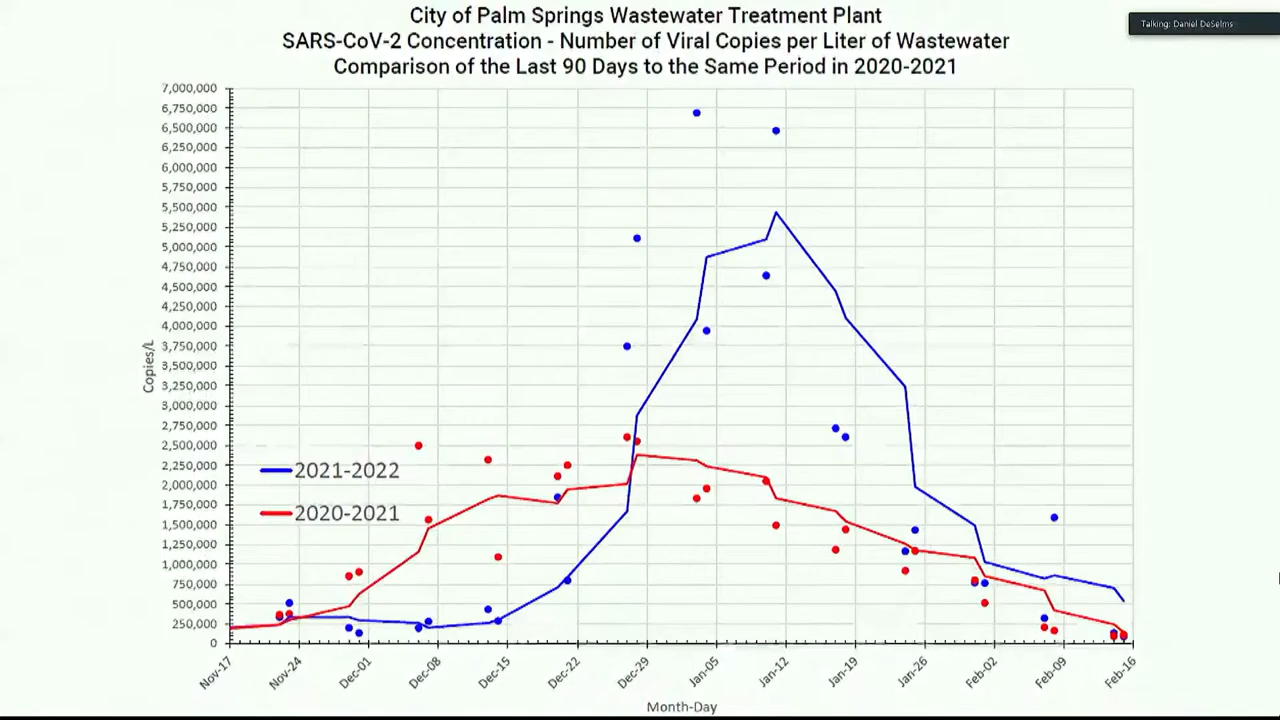 City of Palm Springs Wastewater Treatment Plant
SARS-CoV-2 Concentration - Number of Viral Copies per Liter of Wastewater
Comparison of the Last 90 Days to the Same Period in 2020-2021
Talking: Daniel DeSelms
7,000,000
6,750,000
6,500,000
6,250,000
6,000,000
5,750,000
5,500,000
5,250,000
5,000,000
4,750,000
4,500,000
4,250,000
4,000,000
3,750,000
3,500,000
3,250,000
3,000,000
2,750,000
2,500,000
2,250,000
2,000,000
1,750,000
1,500,000
1,250,000
1,000,000
750,000
500,000
250,000
0
Copies/L
2021-2022
2020-2021
Nov-17
Nov-24
Dec-01
Dec-08
Dec-15
Dec-22
Dec-29
Jan-05
Jan-12
Jan-19
Jan-26
Feb-02
Feb-09
Feb-16
Month-Day